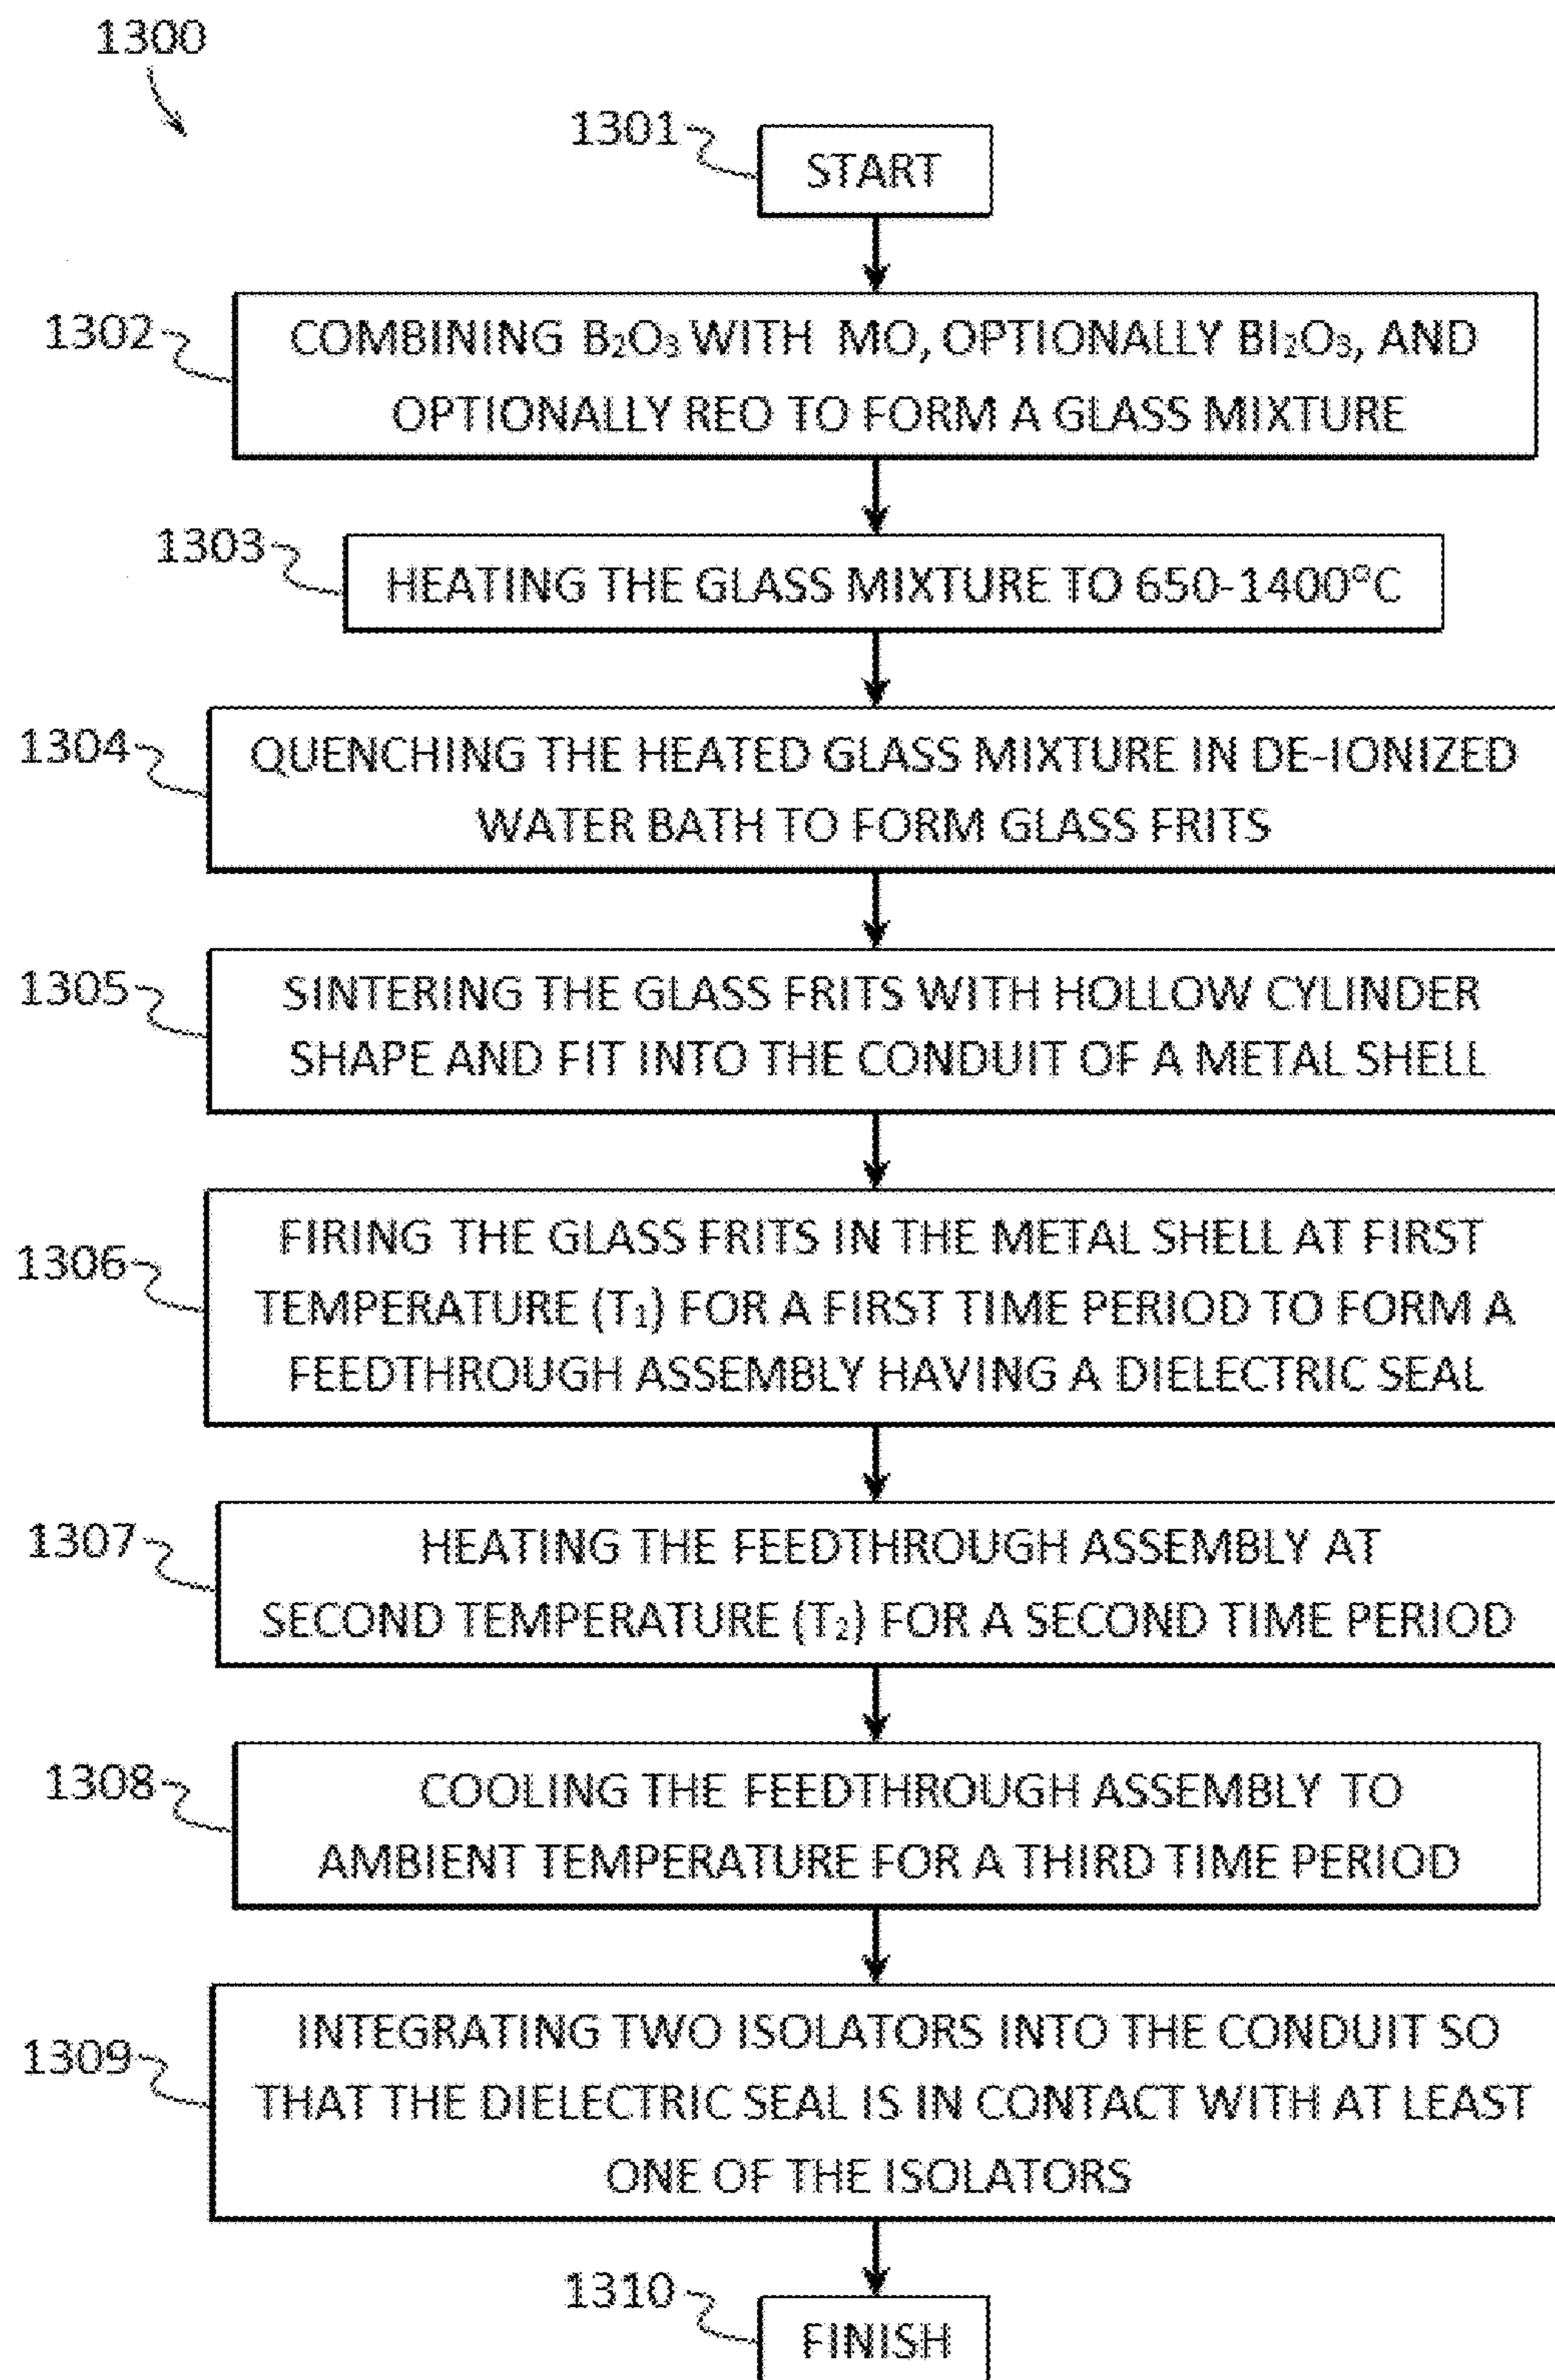 1300
1301
START
1302
COMBINING B₂O₃ WITH MO, OPTIONALLY BI₂O₃, AND
OPTIONALLY REO TO FORM A GLASS MIXTURE
1303
HEATING THE GLASS MIXTURE TO 650-1400°C
1304
QUENCHING THE HEATED GLASS MIXTURE IN DE-IONIZED
WATER BATH TO FORM GLASS FRITS
1305
SINTERING THE GLASS FRITS WITH HOLLOW CYLINDER
SHAPE AND FIT INTO THE CONDUIT OF A METAL SHELL
1306
FIRING THE GLASS FRITS IN THE METAL SHELL AT FIRST
TEMPERATURE (T₁) FOR A FIRST TIME PERIOD TO FORM A
FEEDTHROUGH ASSEMBLY HAVING A DIELECTRIC SEAL
1307
HEATING THE FEEDTHROUGH ASSEMBLY AT
SECOND TEMPERATURE (T₂) FOR A SECOND TIME PERIOD
1308
COOLING THE FEEDTHROUGH ASSEMBLY TO
AMBIENT TEMPERATURE FOR A THIRD TIME PERIOD
1309
INTEGRATING TWO ISOLATORS INTO THE CONDUIT SO
THAT THE DIELECTRIC SEAL IS IN CONTACT WITH AT LEAST
ONE OF THE ISOLATORS
1310
FINISH